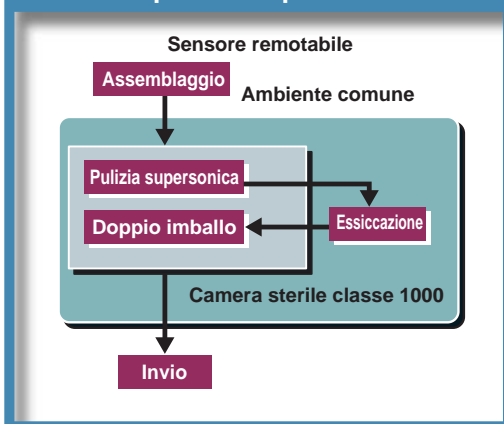 Sensore remotabile
Assemblaggio
Ambiente comune
Pulizia supersonica
Doppio imballo
Essiccazione
Camera sterile classe 1000
Invio